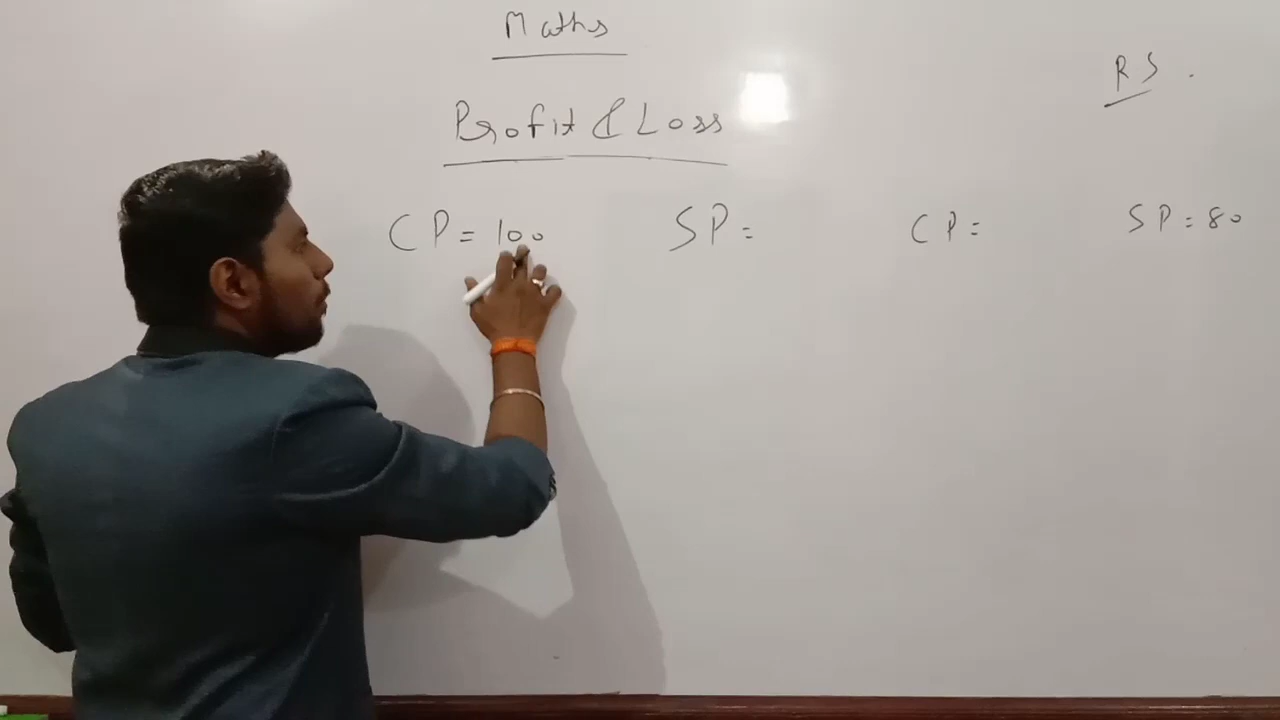 Maths
RS.
Profit & Loss
CP = 100 SP = CP = SP = 80